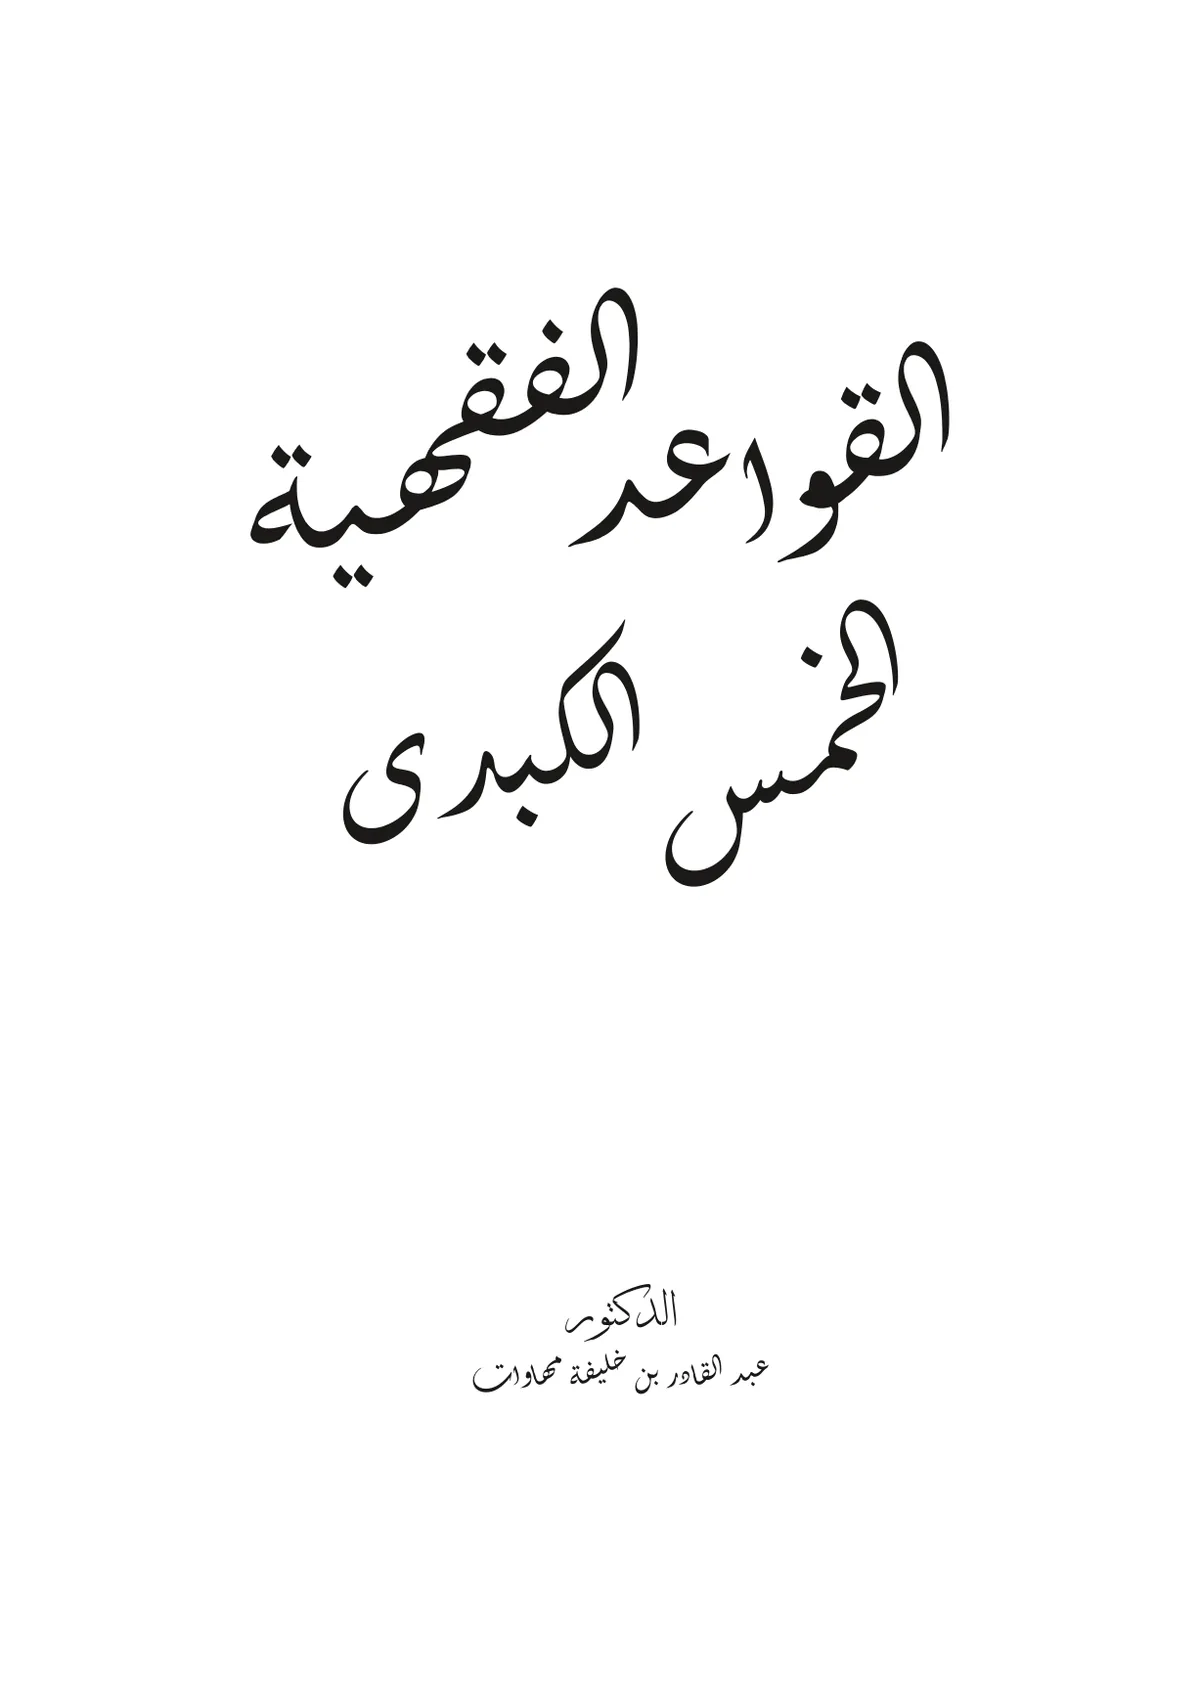 القواعد الفقهية
الخمس الكبرى
الدكتور
عبد القادر بن خليفة مهاوات